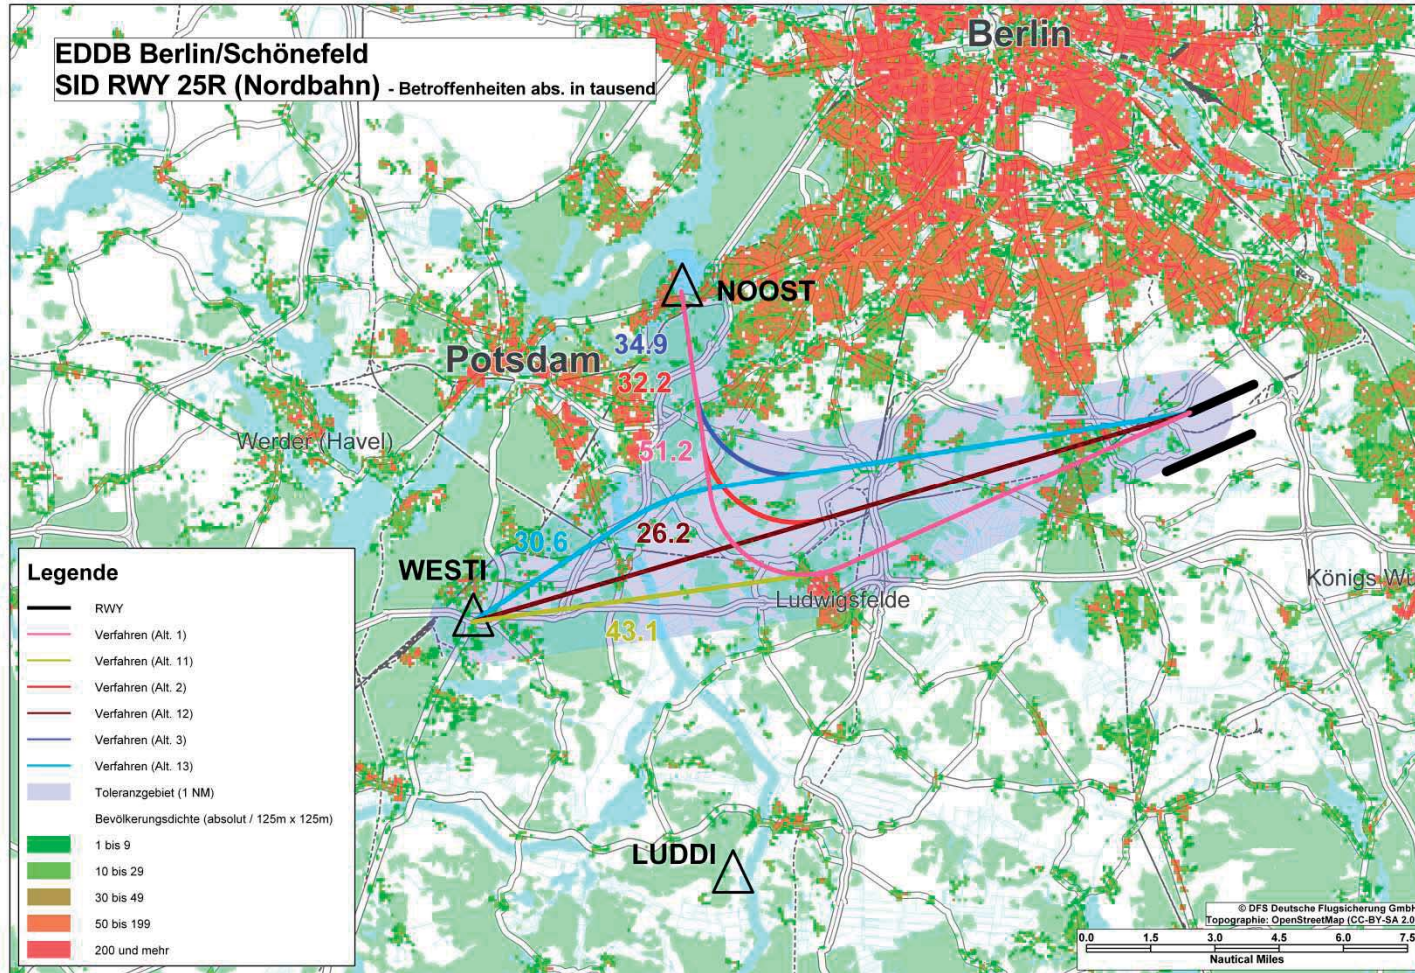 EDDB Berlin/Schönefeld
SID RWY 25R (Nordbahn) - Betroffenheiten abs. in tausend
Berlin
NOOST
34.9
Potsdam
32.2
Werder (Havel)
51.2
30.6
26.2
WESTI
Königs Wu
Ludwigsfelde
43.1
LUDDI
Legende
RWY
Verfahren (Alt. 1)
Verfahren (Alt. 11)
Verfahren (Alt. 2)
Verfahren (Alt. 12)
Verfahren (Alt. 3)
Verfahren (Alt. 13)
Toleranzgebiet (1 NM)
Bevölkerungsdichte (absolut / 125m x 125m)
1 bis 9
10 bis 29
30 bis 49
50 bis 199
200 und mehr
© DFS Deutsche Flugsicherung GmbH
Topographie: OpenStreetMap (CC-BY-SA 2.0)
0.0 1.5 3.0 4.5 6.0 7.5
Nautical Miles